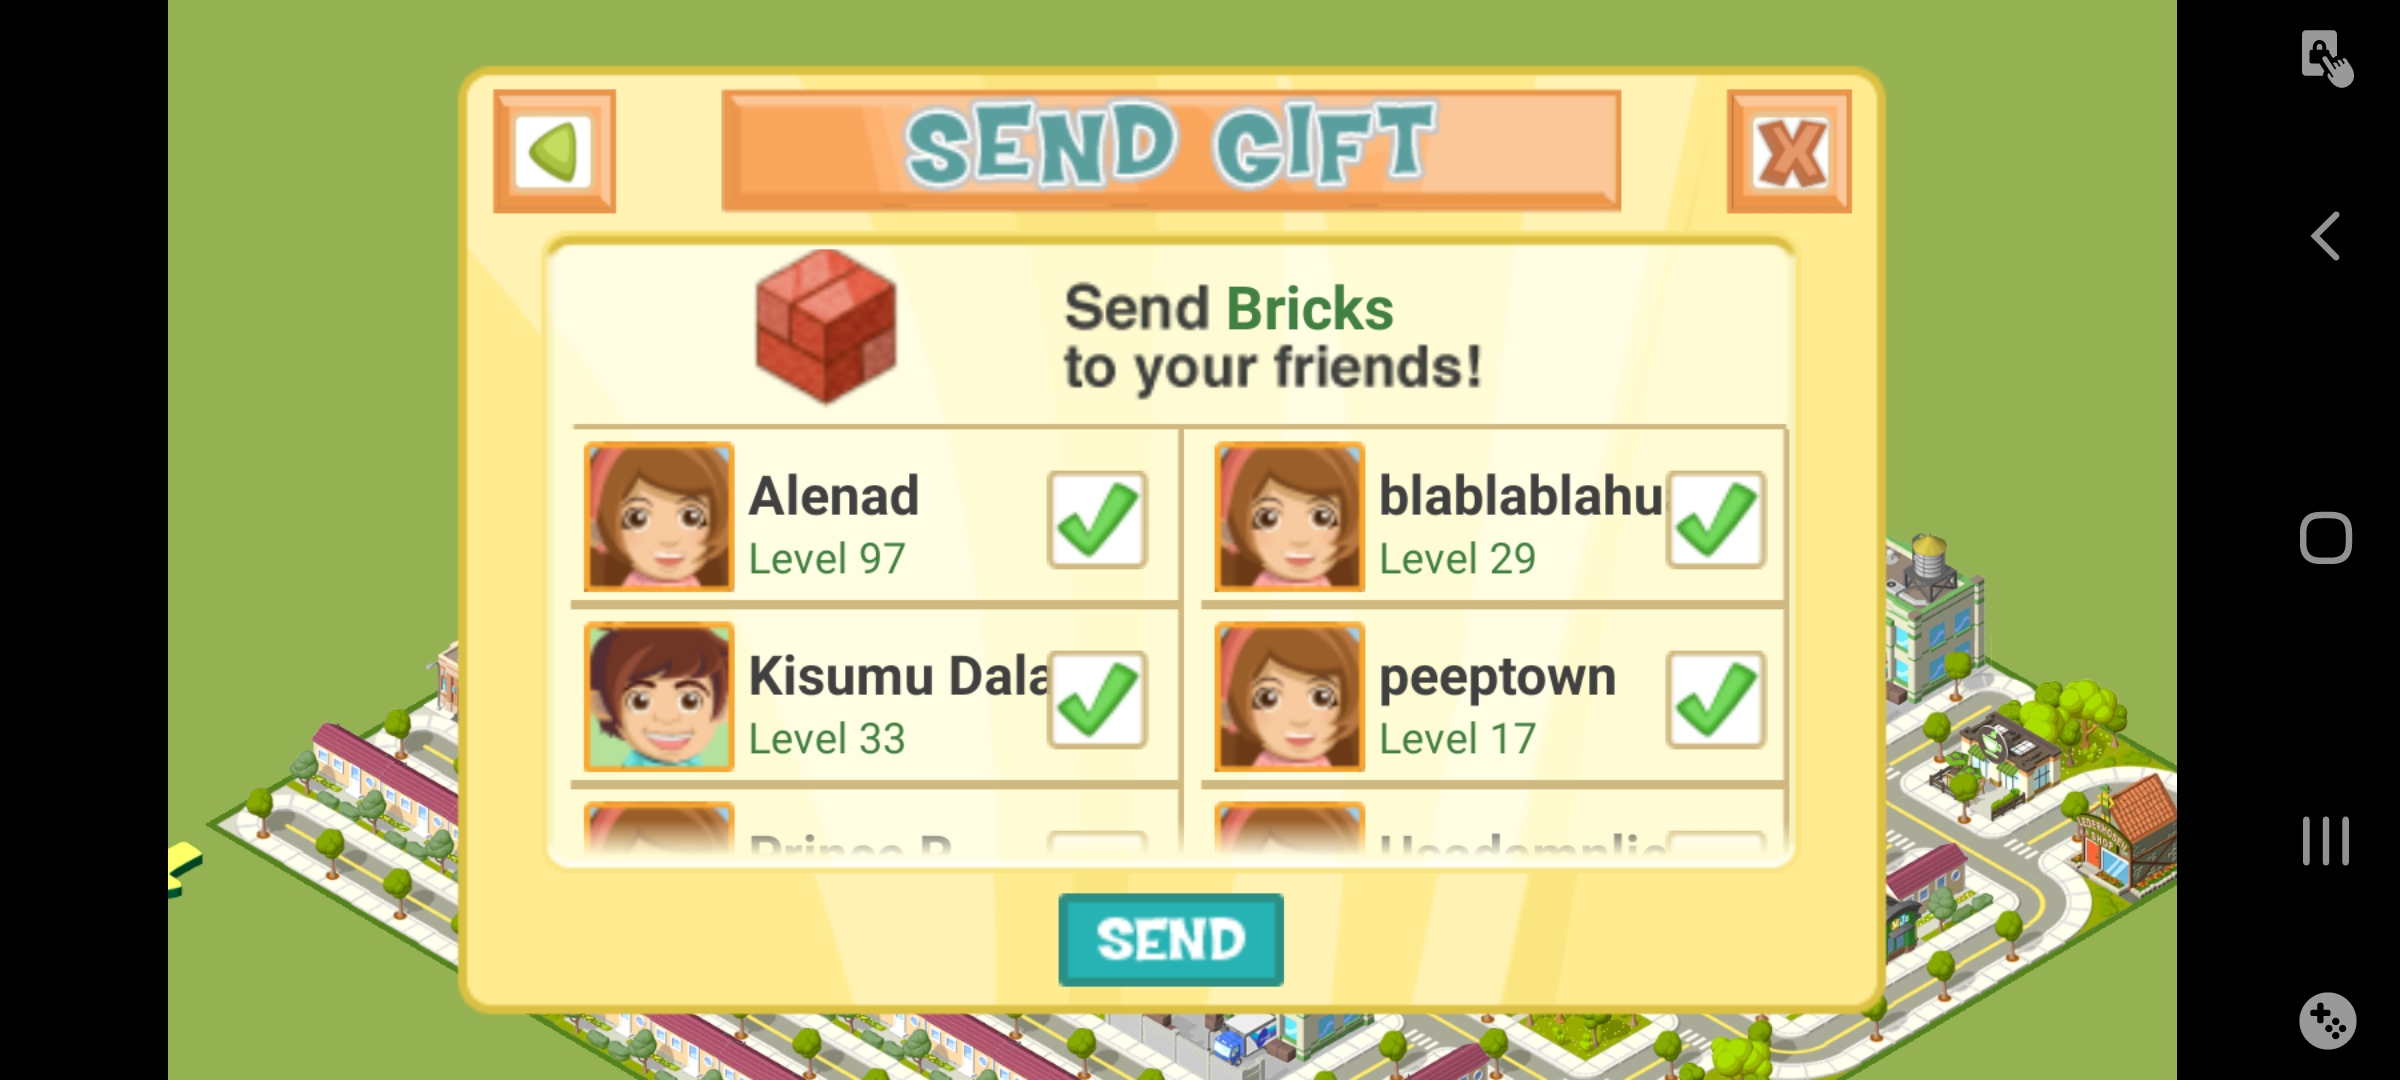 SEND GIFT
Send Bricks
to your friends!
Alenad
Level 97
blablablahu
Level 29
Kisumu Dala
Level 33
peeptown
Level 17
SEND